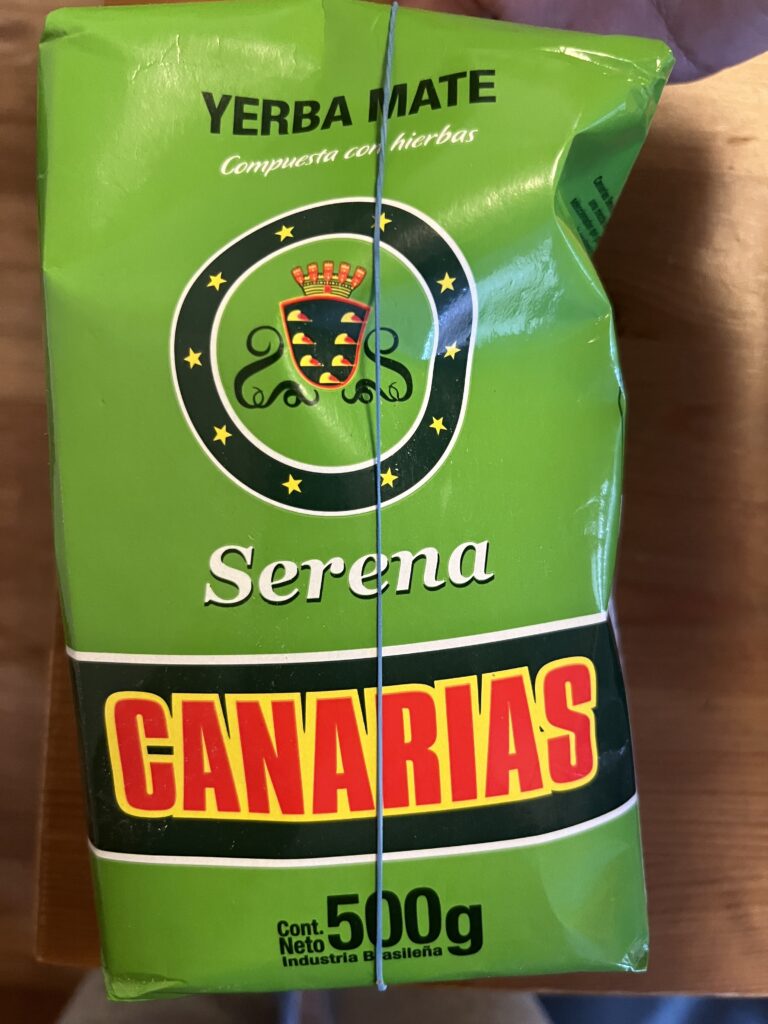 YERBA MATE
Compuesta con hierbas
Serena
CANARIAS
Cont. Neto 500g
Industria Brasileña